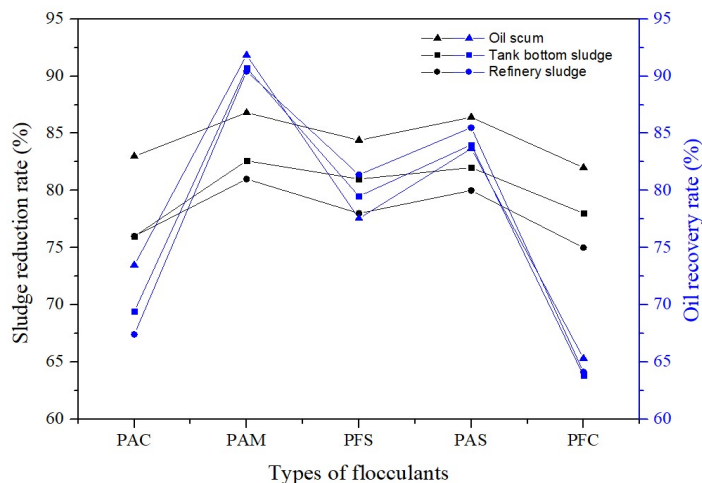 95
90
85
80
75
70
65
60
Sludge reduction rate (%)
Oil scum
Tank bottom sludge
Refinery sludge
95
90
85
80
75
70
65
60
Oil recovery rate (%)
PAC PAM PFS PAS PFC
Types of flocculants